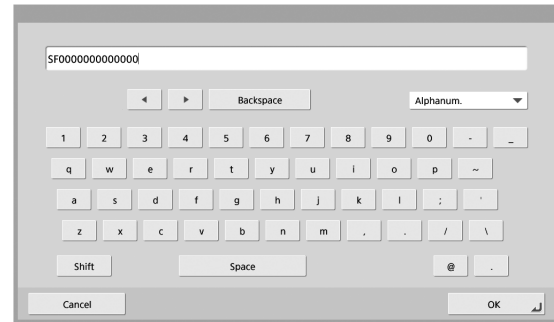 SF0000000000000
◀ ▶ Backspace Alphanum. ▼
1 2 3 4 5 6 7 8 9 0 - _
q w e r t y u i o p ~
a s d f g h j k l ; '
z x c v b n m , . / \
Shift Space @ .
Cancel OK